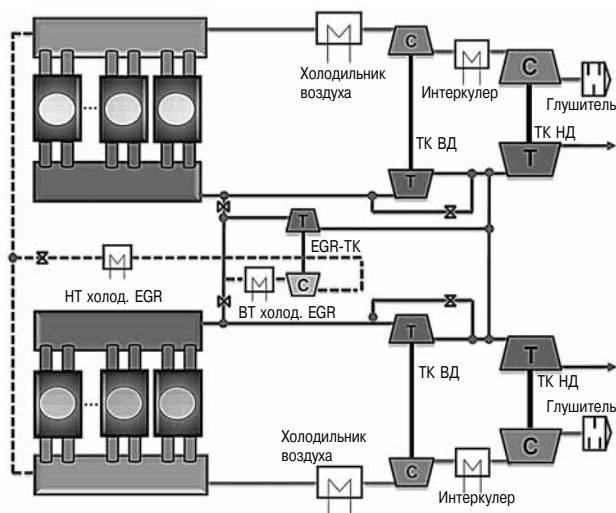 C
C
Холодильник
воздуха
Интеркулер
Глушитель
ТК ВД
ТК НД
T
T
T
EGR-ТК
C
НТ холод. EGR
ВТ холод. EGR
T
T
ТК ВД
ТК НД
Глушитель
Холодильник
воздуха
C
C
Интеркулер